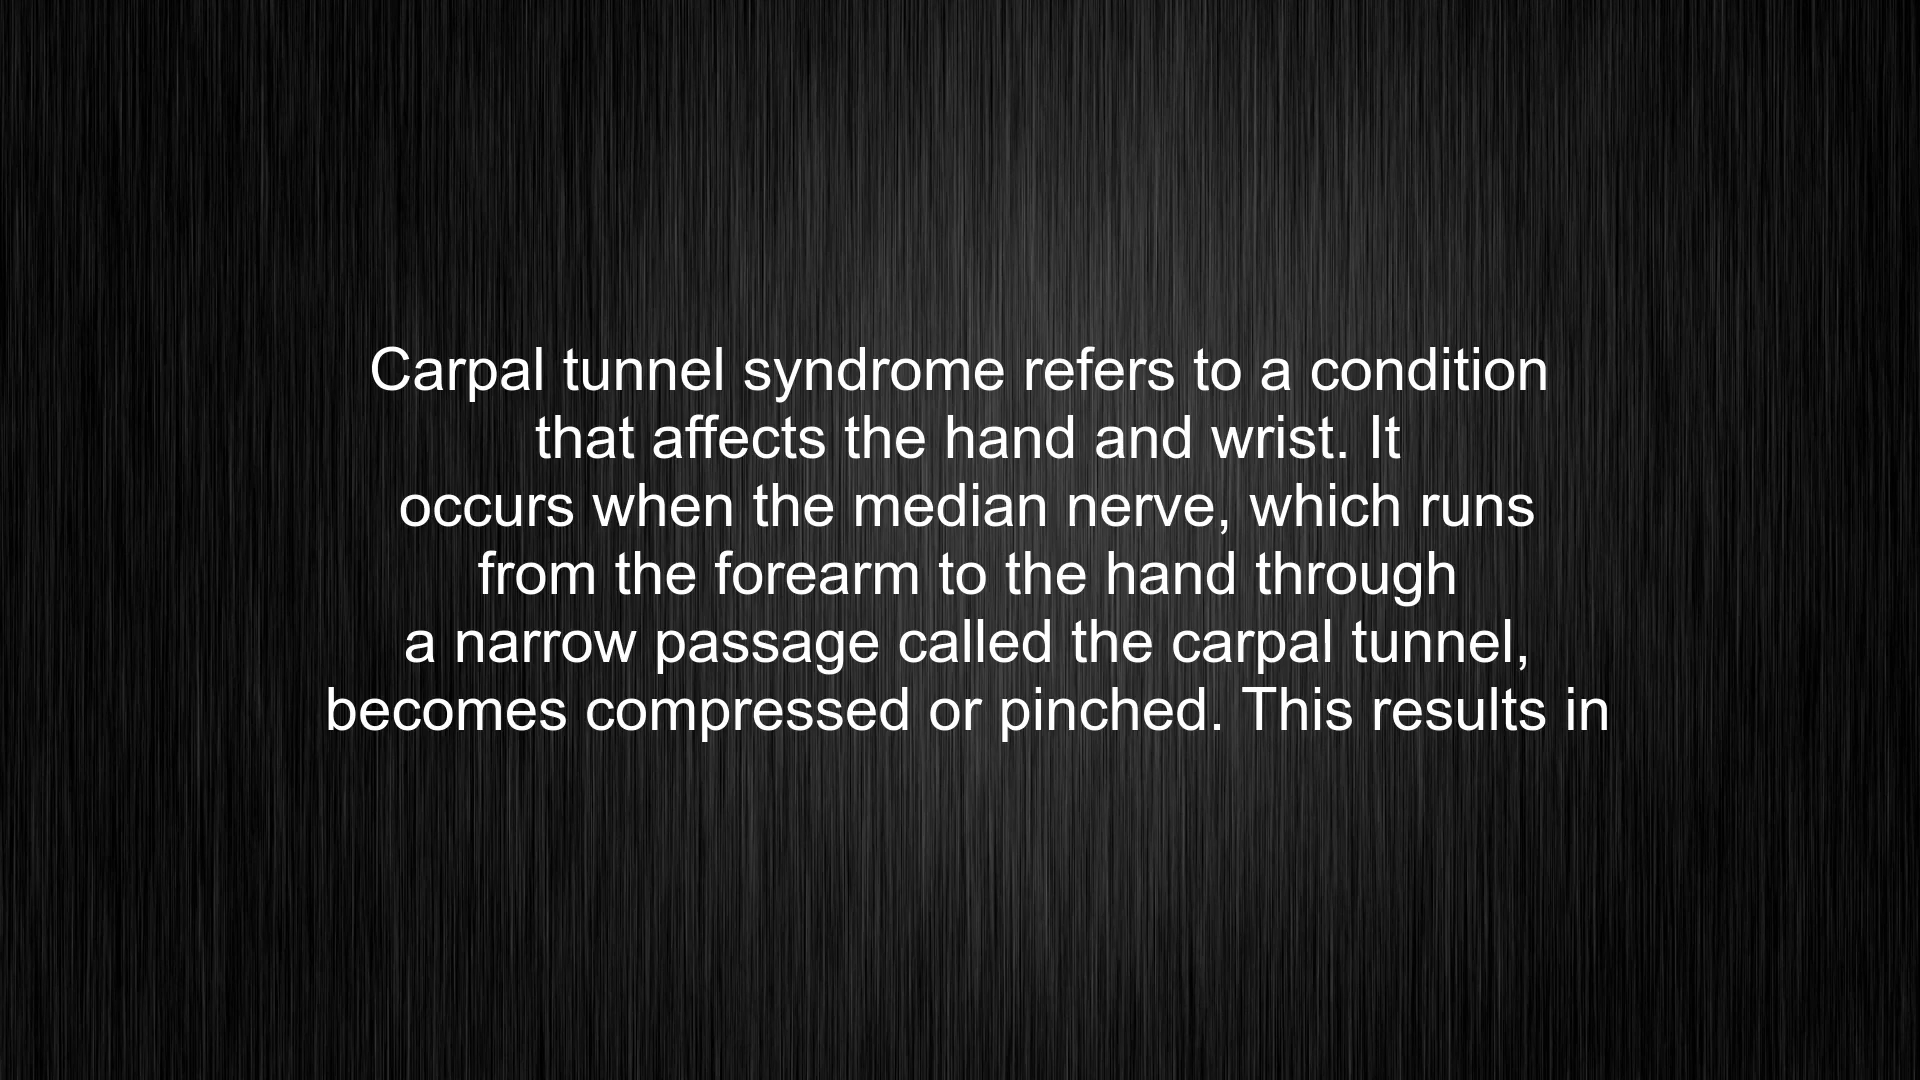 Carpal tunnel syndrome refers to a condition
that affects the hand and wrist. It
occurs when the median nerve, which runs
from the forearm to the hand through
a narrow passage called the carpal tunnel,
becomes compressed or pinched. This results in